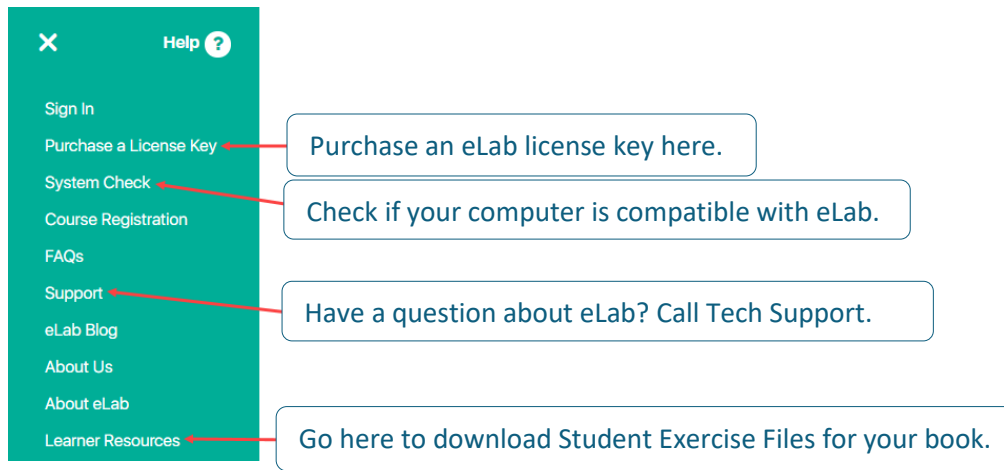 Help ?
Sign In
Purchase a License Key
Purchase an eLab license key here.
System Check
Check if your computer is compatible with eLab.
Course Registration
FAQs
Support
Have a question about eLab? Call Tech Support.
eLab Blog
About Us
About eLab
Learner Resources
Go here to download Student Exercise Files for your book.